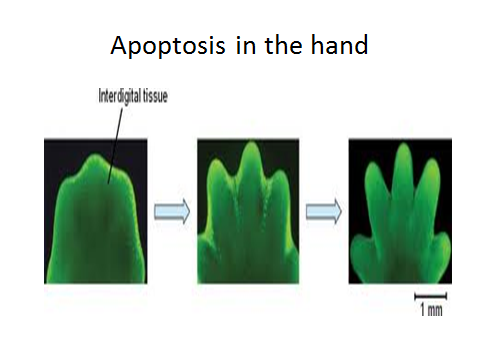 Apoptosis in the hand
Interdigital tissue
1 mm